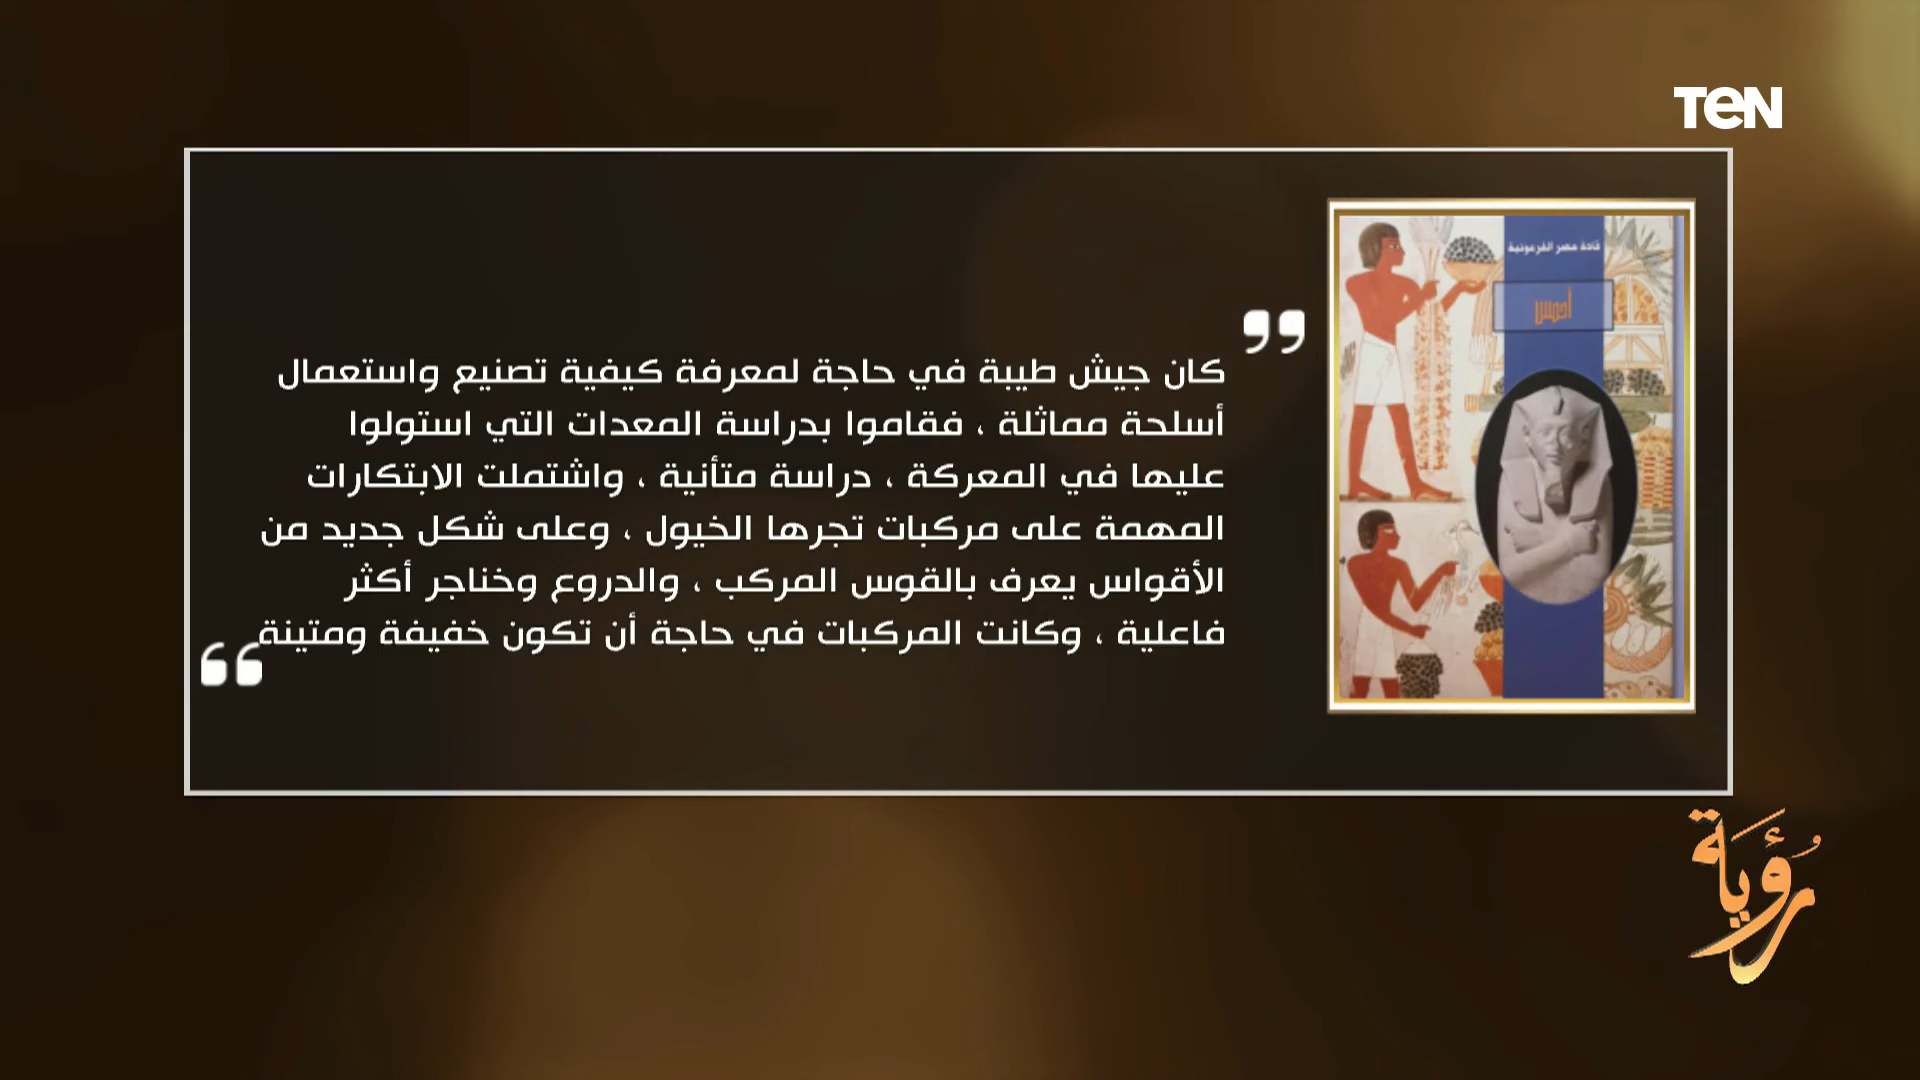 TEN
قادة مصر الفرعونية
أحمس
كان جيش طيبة في حاجة لمعرفة كيفية تصنيع واستعمال
أسلحة مماثلة ، فقاموا بدراسة المعدات التي استولوا
عليها في المعركة ، دراسة متأنية ، واشتملت الابتكارات
المهمة على مركبات تجرها الخيول ، وعلى شكل جديد من
الأقواس يعرف بالقوس المركب ، والدروع وخناجر أكثر
فاعلية ، وكانت المركبات في حاجة أن تكون خفيفة ومتينة
رؤية